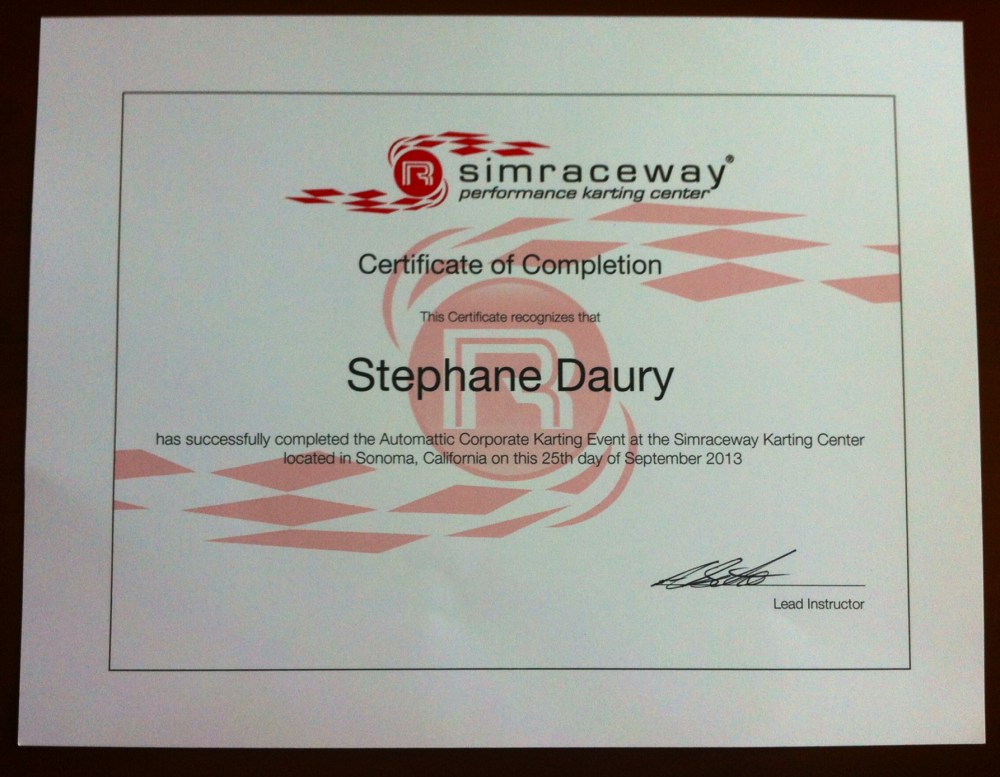 R simraceway®
performance karting center
Certificate of Completion
This Certificate recognizes that
R
Stephane Daury
has successfully completed the Automattic Corporate Karting Event at the Simraceway Karting Center
located in Sonoma, California on this 25th day of September 2013
Lead Instructor